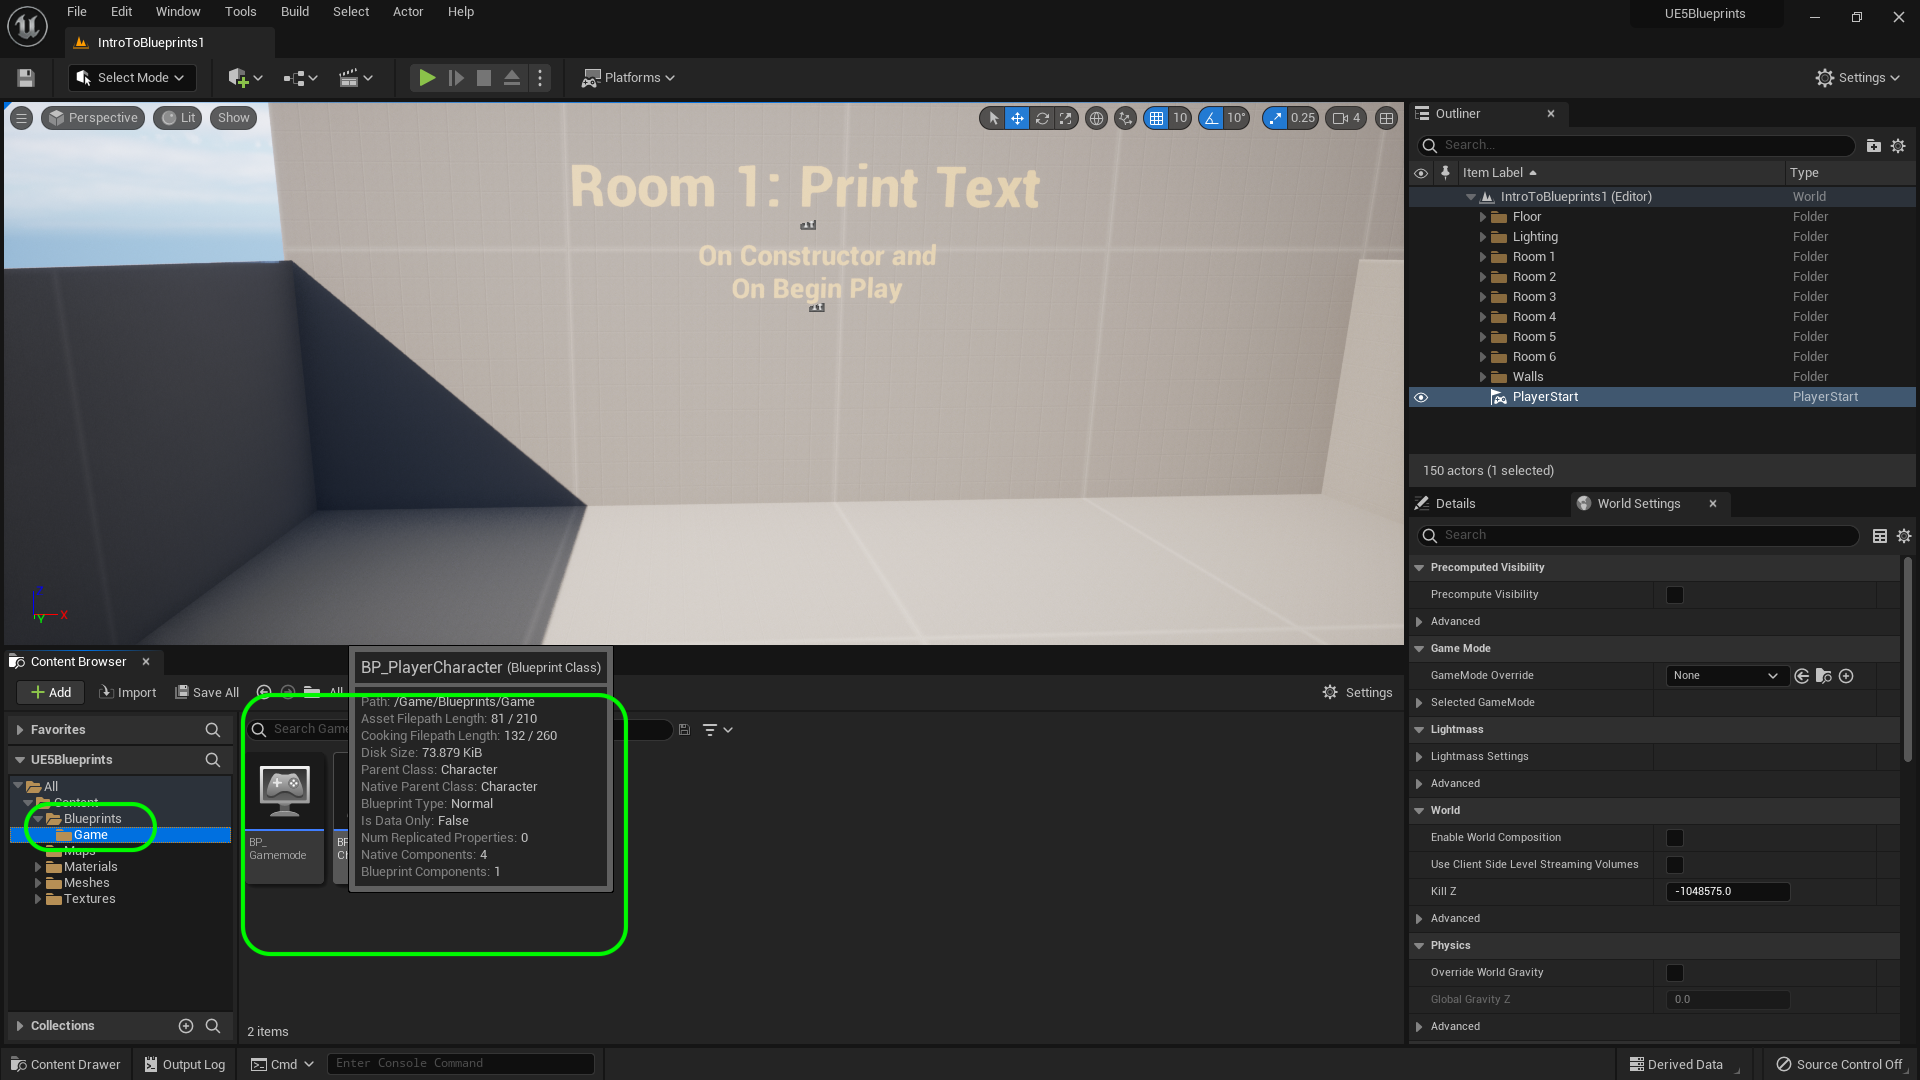 File Edit Window Tools Build Select Actor Help
UE5Blueprints
IntroToBlueprints1
Select Mode
Platforms
Settings
Perspective Lit Show
10 10° 0.25 4
Room 1: Print Text
On Constructor and
On Begin Play
Z
X
Y
Outliner
Search...
Item Label Type
IntroToBlueprints1 (Editor) World
Floor Folder
Lighting Folder
Room 1 Folder
Room 2 Folder
Room 3 Folder
Room 4 Folder
Room 5 Folder
Room 6 Folder
Walls Folder
PlayerStart PlayerStart
150 actors (1 selected)
Details World Settings
Search
Precomputed Visibility
Precompute Visibility
Advanced
Game Mode
GameMode Override None
Selected GameMode
Lightmass
Lightmass Settings
Advanced
World
Enable World Composition
Use Client Side Level Streaming Volumes
Kill Z -1048575.0
Advanced
Physics
Override World Gravity
Global Gravity Z 0.0
Advanced
Content Browser
Add Import Save All All
Settings
Favorites
UE5Blueprints
All
Content
Blueprints
Game
Maps
Materials
Meshes
Textures
Collections
Search Game
BP_
Gamemode
BP_PlayerCharacter (Blueprint Class)
Path: /Game/Blueprints/Game
Asset Filepath Length: 81 / 210
Cooking Filepath Length: 132 / 260
Disk Size: 73.879 KiB
Parent Class: Character
Native Parent Class: Character
Blueprint Type: Normal
Is Data Only: False
Num Replicated Properties: 0
Native Components: 4
Blueprint Components: 1
2 items
Content Drawer Output Log Cmd Enter Console Command
Derived Data Source Control Off